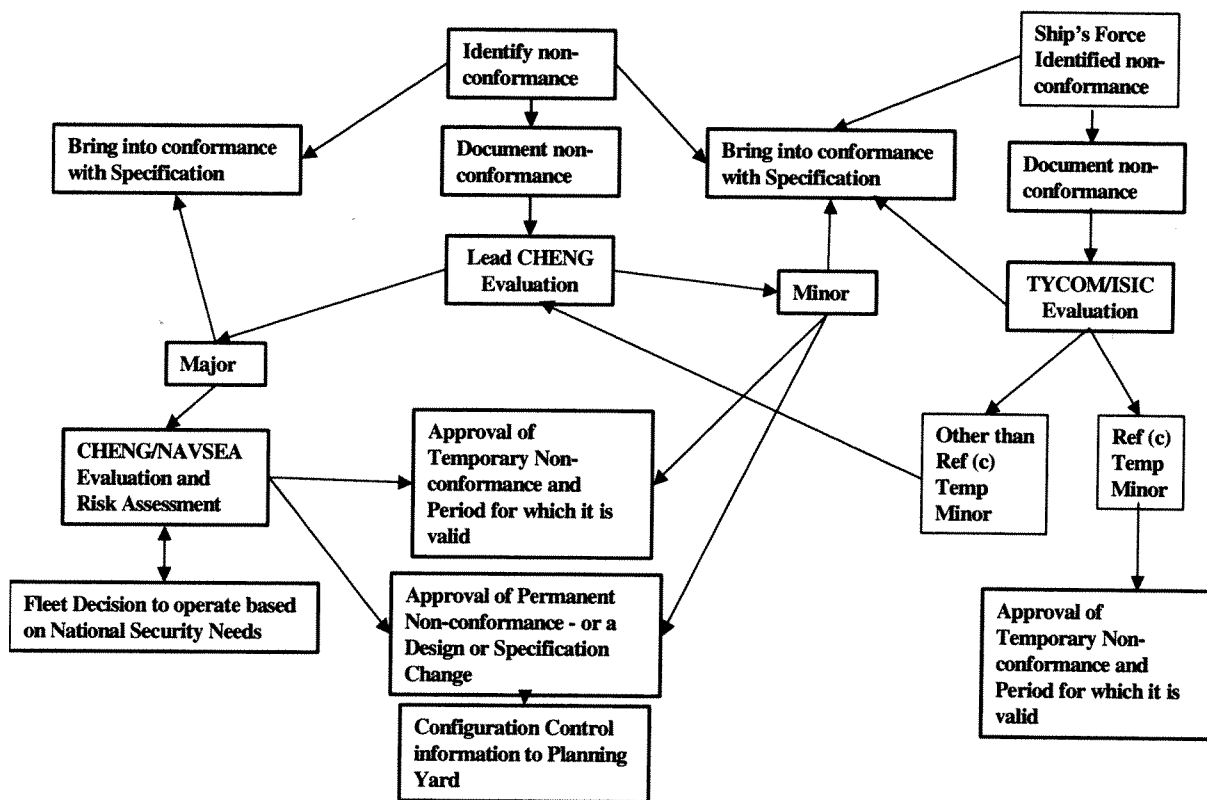 Identify non-
conformance
Ship's Force
Identified non-
conformance
Bring into conformance
with Specification
Document non-
conformance
Bring into conformance
with Specification
Document non-
conformance
Lead CHENG
Evaluation
Minor
TYCOM/ISIC
Evaluation
Major
CHENG/NAVSEA
Evaluation and
Risk Assessment
Approval of
Temporary Non-
conformance and
Period for which it is
valid
Other than
Ref (c)
Temp
Minor
Ref (c)
Temp
Minor
Fleet Decision to operate based
on National Security Needs
Approval of Permanent
Non-conformance - or a
Design or Specification
Change
Approval of
Temporary Non-
conformance and
Period for which it is
valid
Configuration Control
information to Planning
Yard